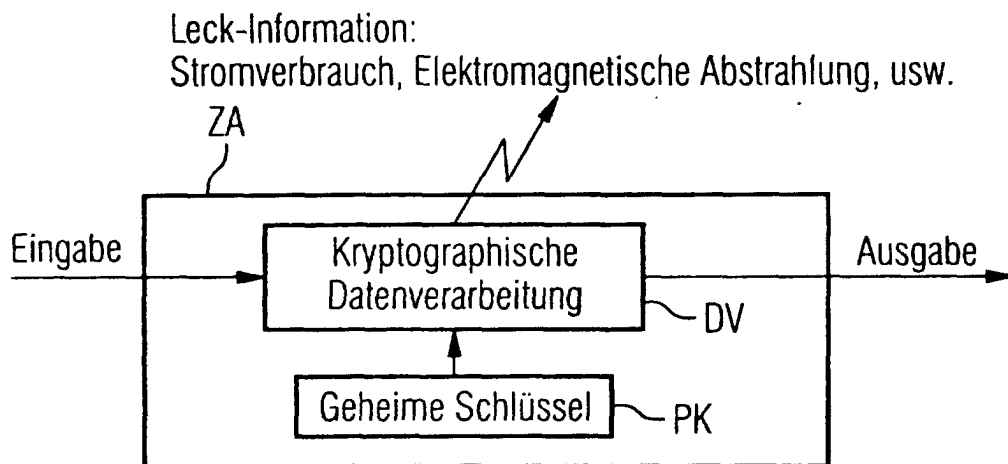 Leck-Information:
Stromverbrauch, Elektromagnetische Abstrahlung, usw.
ZA
Eingabe
Kryptographische
Datenverarbeitung
Ausgabe
DV
Geheime Schlüssel
PK